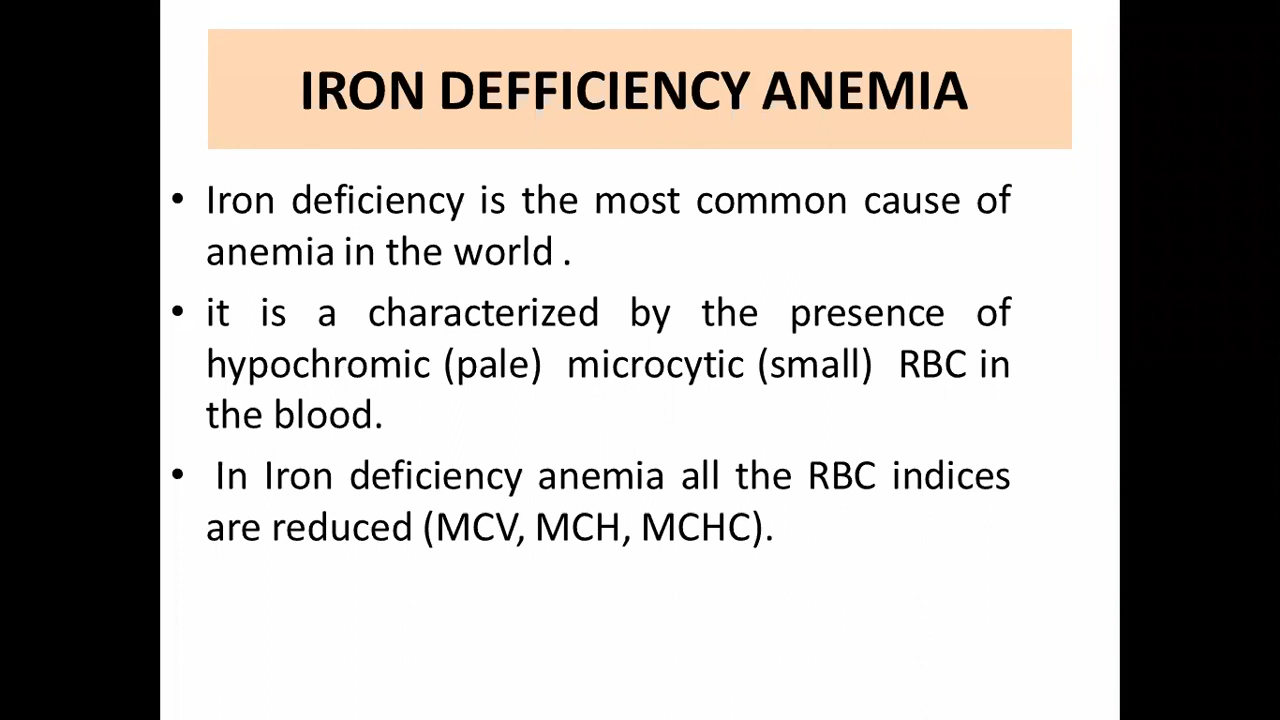 IRON DEFFICIENCY ANEMIA
• Iron deficiency is the most common cause of
anemia in the world .
• it is a characterized by the presence of
hypochromic (pale) microcytic (small) RBC in
the blood.
• In Iron deficiency anemia all the RBC indices
are reduced (MCV, MCH, MCHC).